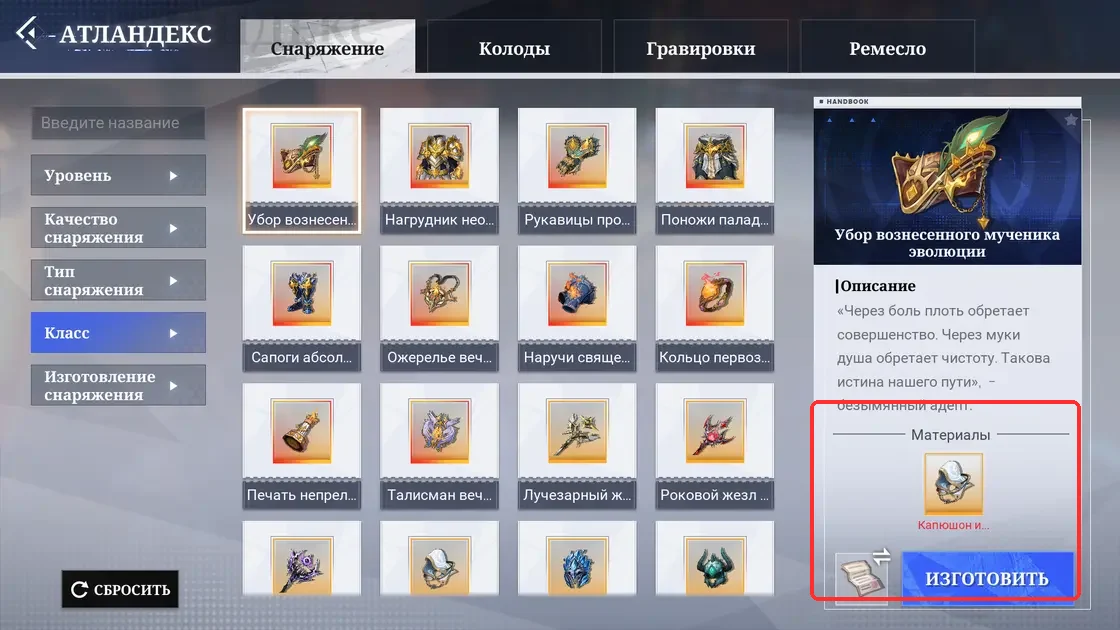 АТЛАНДЕКС
Снаряжение
Колоды
Гравировки
Ремесло
Введите название
Уровень
Качество
снаряжения
Тип
снаряжения
Класс
Изготовление
снаряжения
СБРОСИТЬ
Убор вознесен...
Нагрудник нео...
Рукавицы про...
Поножи палад...
Сапоги абсол...
Ожерелье веч...
Наручи свяще...
Кольцо первоз...
Печать непрел...
Талисман веч...
Лучезарный ж...
Роковой жезл ...
HANDBOOK
Убор вознесенного мученика
эволюции
Описание
«Через боль плоть обретает
совершенство. Через муки
душа обретает чистоту. Такова
истина нашего пути», –
безымянный адепт.
Материалы
Капюшон и...
ИЗГОТОВИТЬ